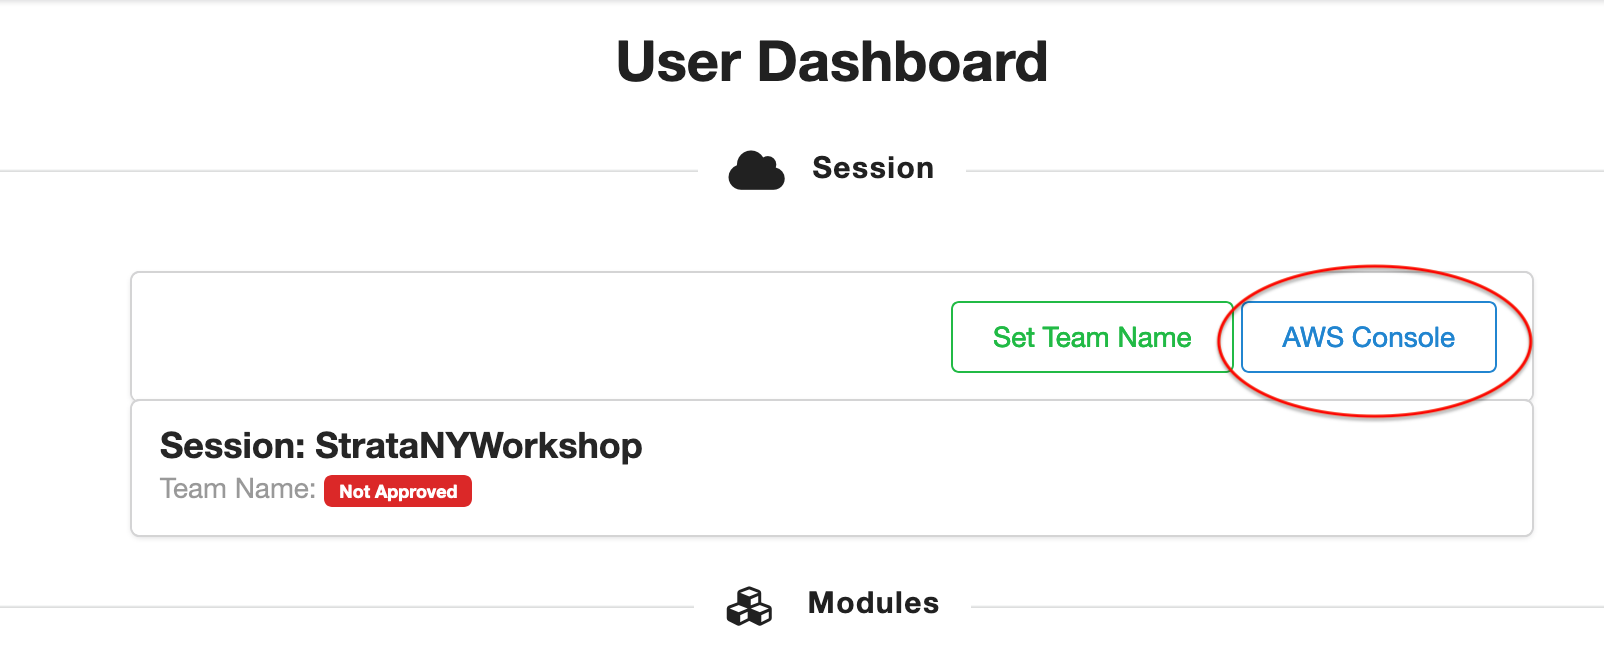 User Dashboard
Session
Set Team Name AWS Console
Session: StrataNYWorkshop
Team Name: Not Approved
Modules